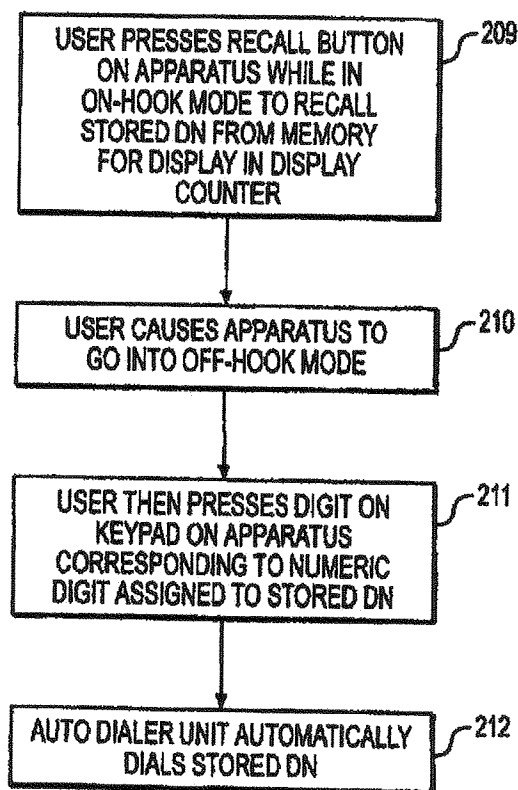 USER PRESSES RECALL BUTTON
ON APPARATUS WHILE IN
ON-HOOK MODE TO RECALL
STORED DN FROM MEMORY
FOR DISPLAY IN DISPLAY
COUNTER
209
USER CAUSES APPARATUS TO
GO INTO OFF-HOOK MODE
210
USER THEN PRESSES DIGIT ON
KEYPAD ON APPARATUS
CORRESPONDING TO NUMERIC
DIGIT ASSIGNED TO STORED DN
211
AUTO DIALER UNIT AUTOMATICALLY
DIALS STORED DN
212